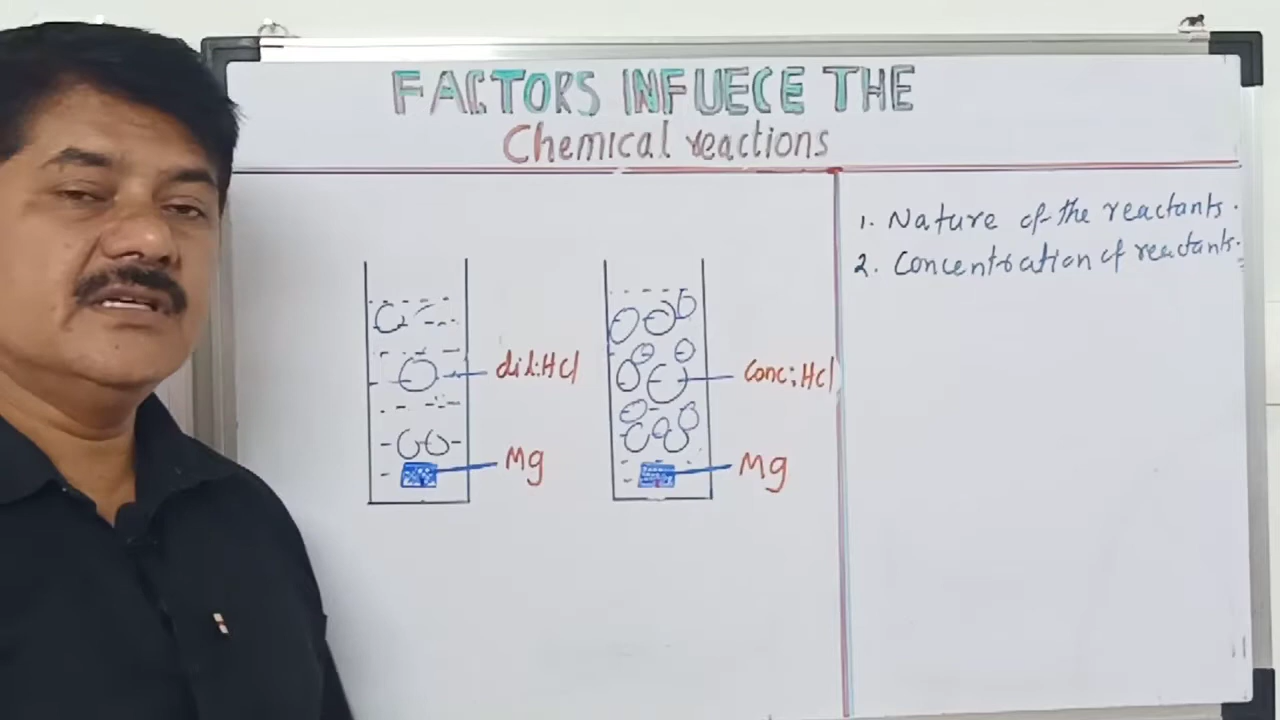 FACTORS INFUECE THE
Chemical reactions
1. Nature of the reactants.
2. Concentration of reactants.
dil:HCl
Conc:HCl
Mg
Mg